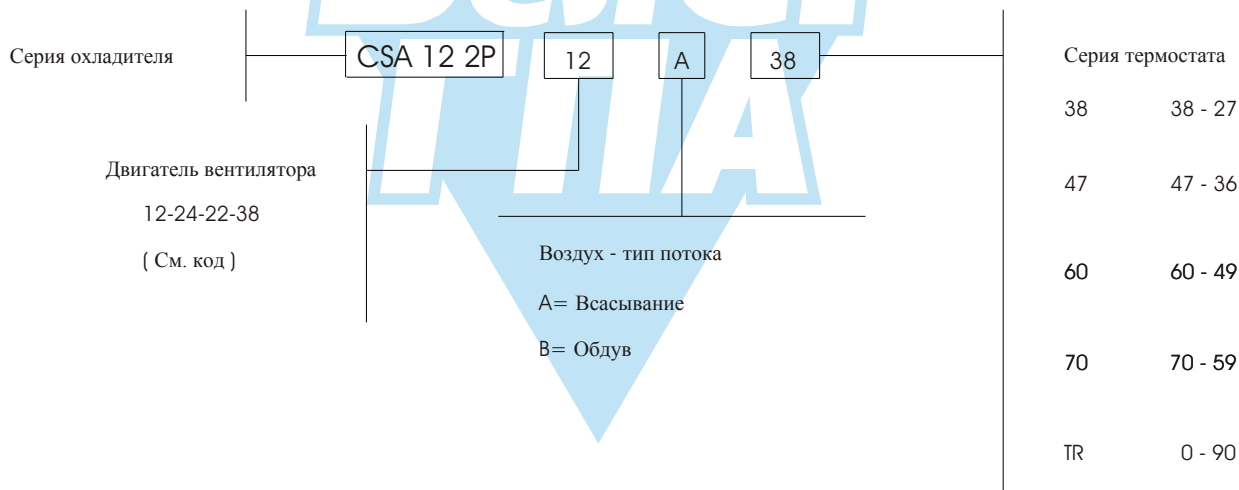 Серия охладителя
CSA 12 2P
12
A
38
Серия термостата
38 38 - 27
Двигатель вентилятора
12-24-22-38
( См. код )
47 47 - 36
Воздух - тип потока
A= Всасывание
B= Обдув
60 60 - 49
70 70 - 59
TR 0 - 90